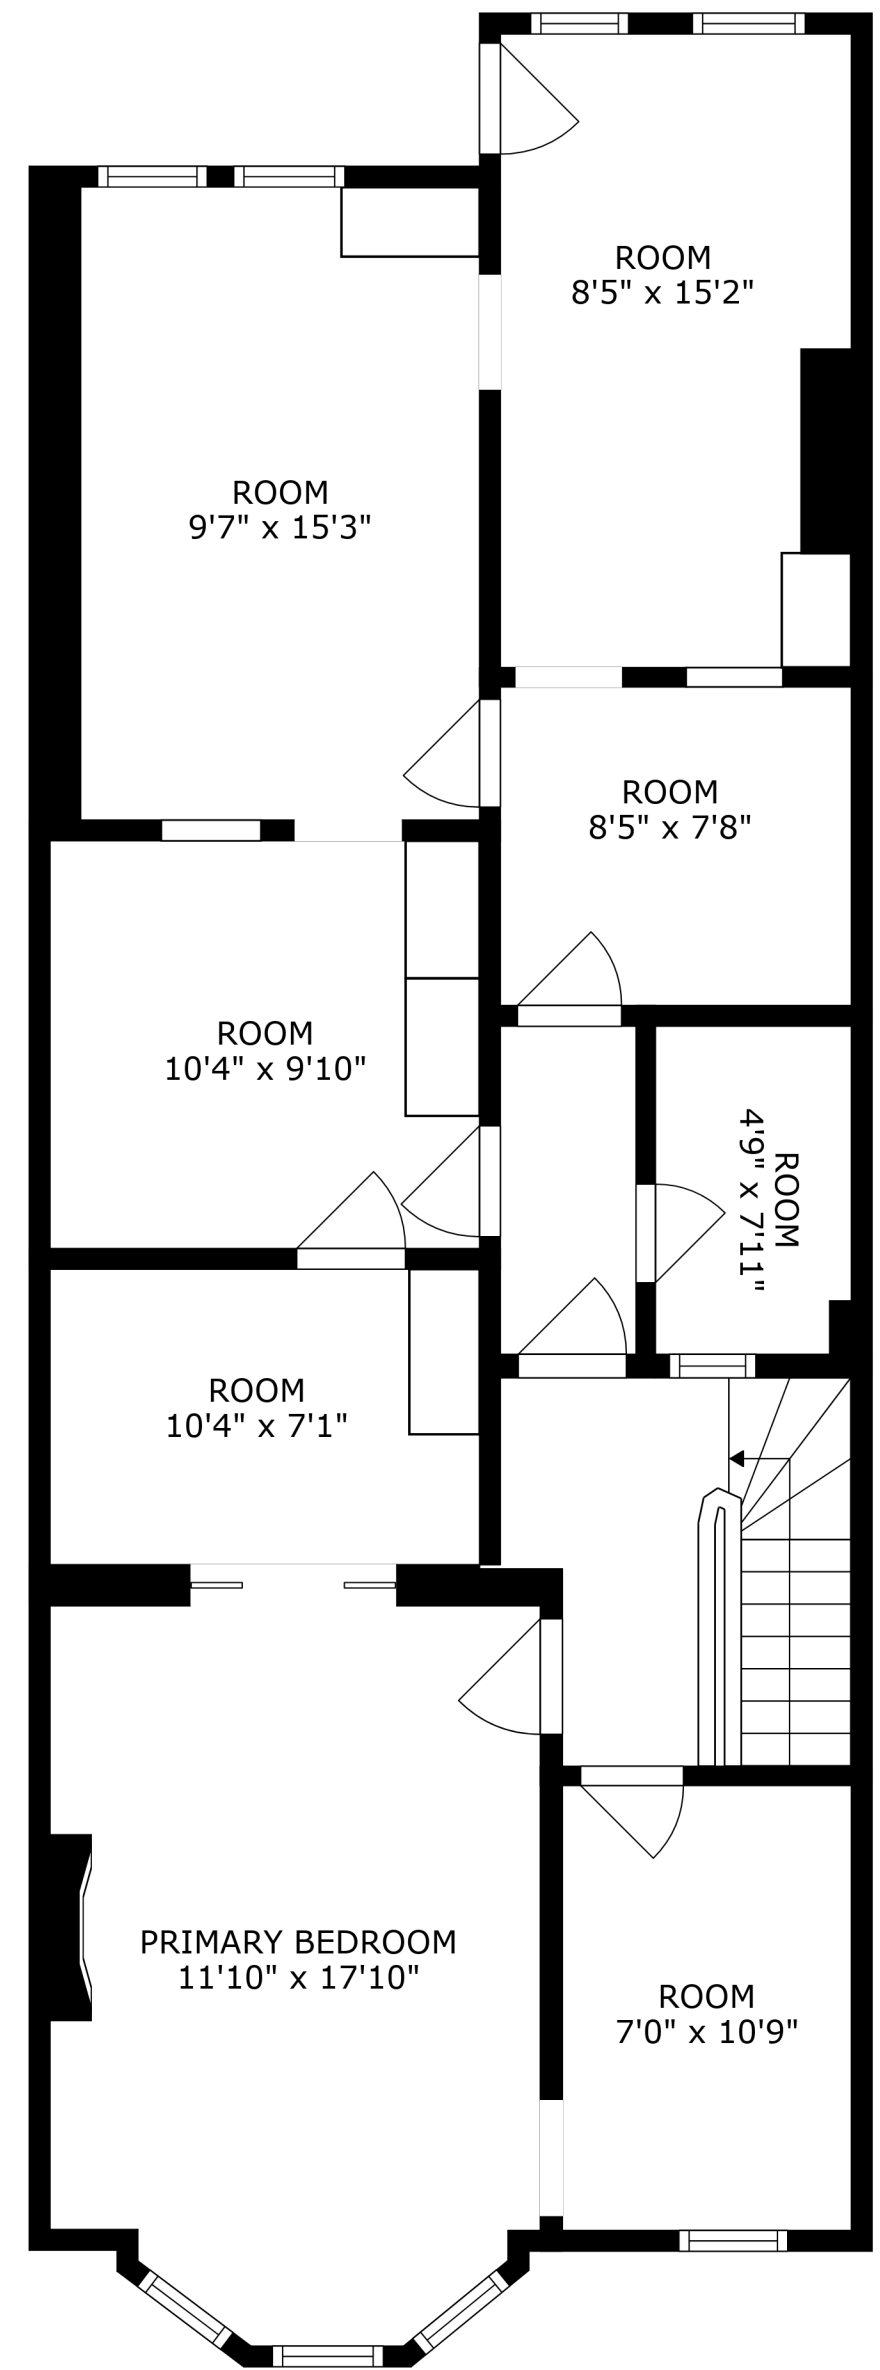 ROOM
8'5" x 15'2"
ROOM
9'7" x 15'3"
ROOM
8'5" x 7'8"
ROOM
10'4" x 9'10"
ROOM
4'9" x 7'11"
ROOM
10'4" x 7'1"
PRIMARY BEDROOM
11'10" x 17'10"
ROOM
7'0" x 10'9"